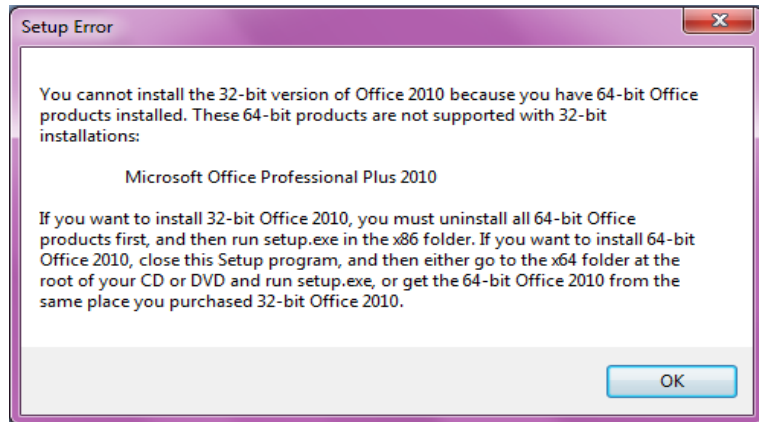 Setup Error
You cannot install the 32-bit version of Office 2010 because you have 64-bit Office
products installed. These 64-bit products are not supported with 32-bit
installations:
Microsoft Office Professional Plus 2010
If you want to install 32-bit Office 2010, you must uninstall all 64-bit Office
products first, and then run setup.exe in the x86 folder. If you want to install 64-bit
Office 2010, close this Setup program, and then either go to the x64 folder at the
root of your CD or DVD and run setup.exe, or get the 64-bit Office 2010 from the
same place you purchased 32-bit Office 2010.
OK